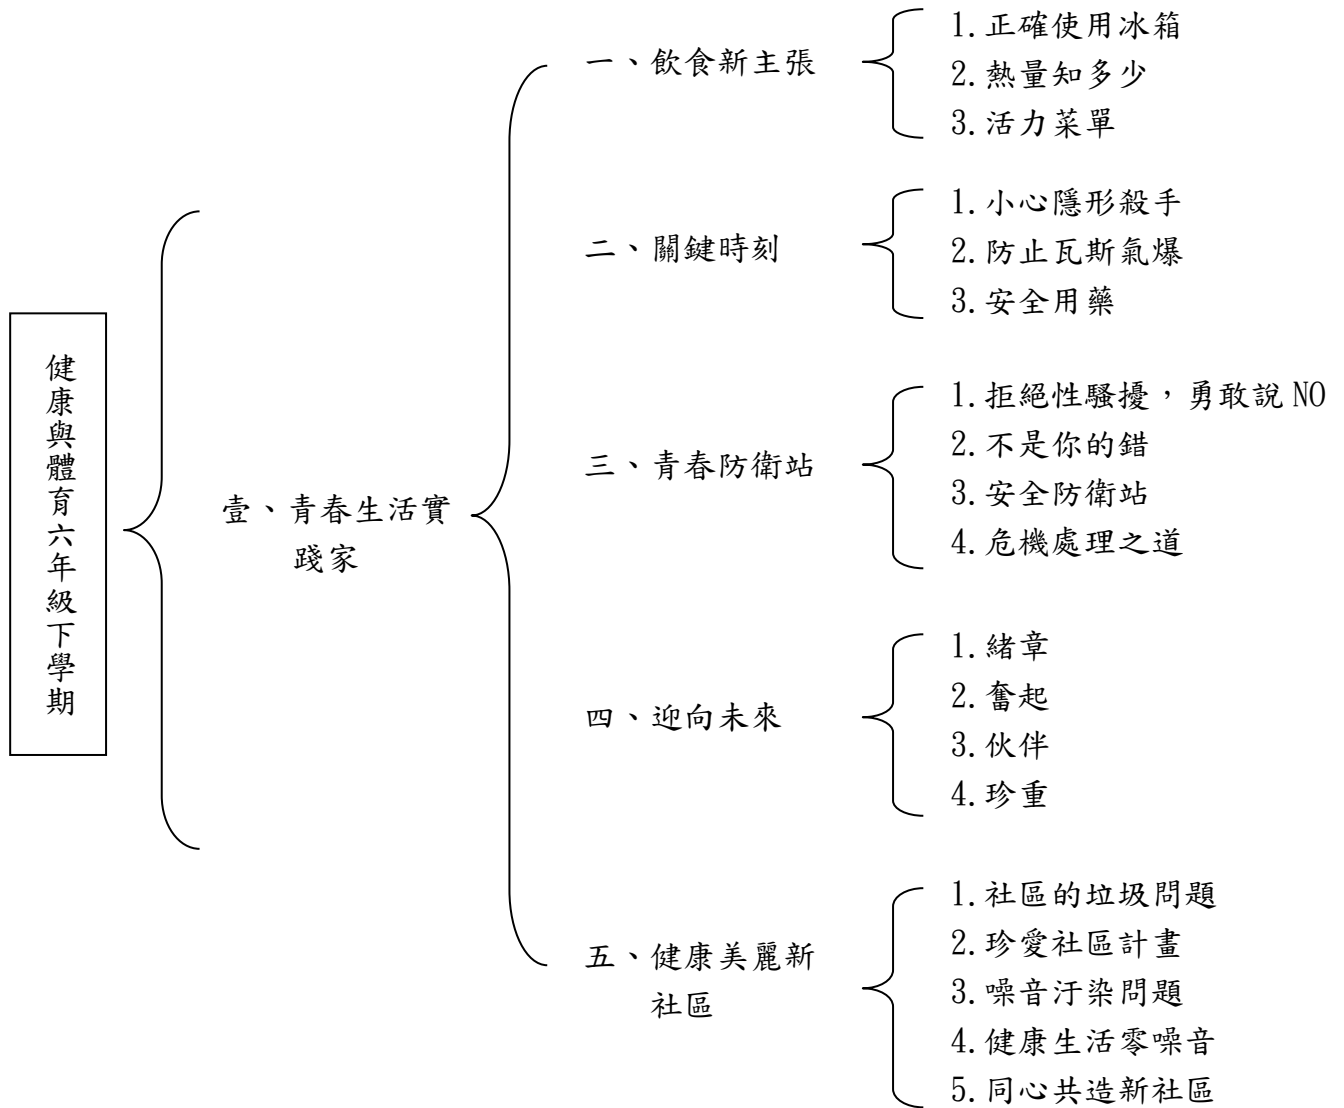 健康與體育六年級下學期
壹、青春生活實
踐家
一、飲食新主張
1.正確使用冰箱
2.熱量知多少
3.活力菜單
二、關鍵時刻
1.小心隱形殺手
2.防止瓦斯氣爆
3.安全用藥
三、青春防衛站
1.拒絕性騷擾，勇敢說 NO
2.不是你的錯
3.安全防衛站
4.危機處理之道
四、迎向未來
1.緒章
2.奮起
3.伙伴
4.珍重
五、健康美麗新
社區
1.社區的垃圾問題
2.珍愛社區計畫
3.噪音汙染問題
4.健康生活零噪音
5.同心共造新社區